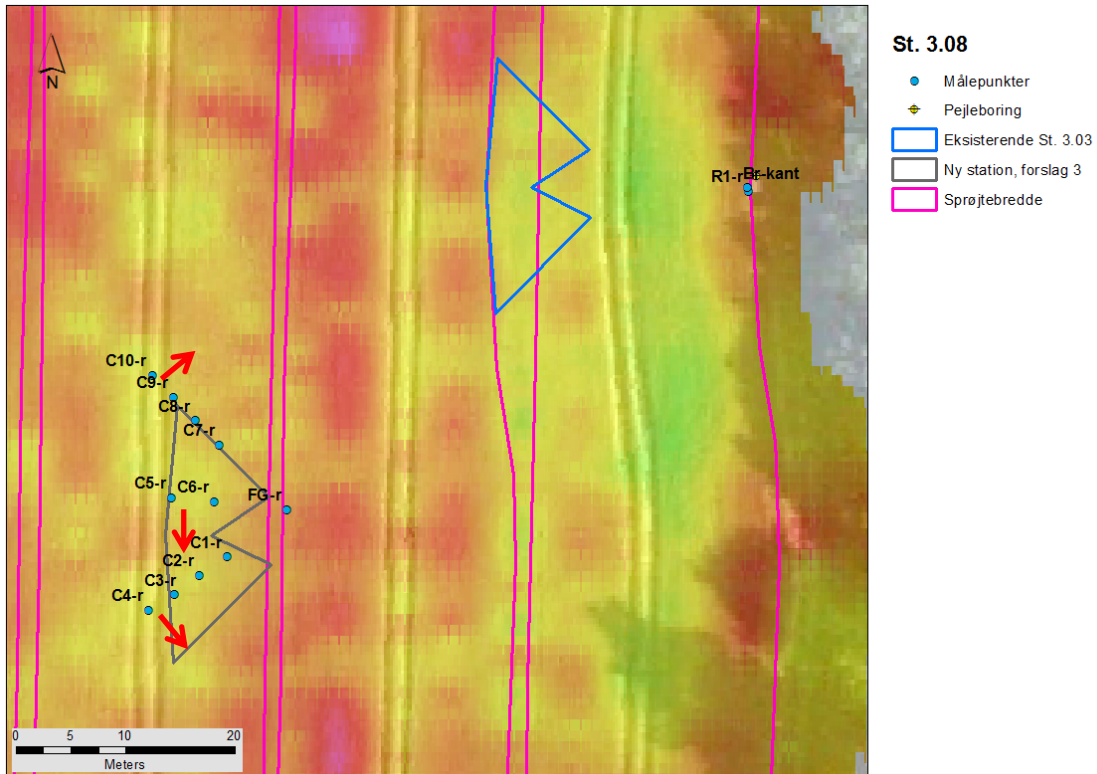 St. 3.08
Målepunkter
Pejleboring
Eksisterende St. 3.03
Ny station, forslag 3
Sprøjtebredde
N
R1-r
Br-kant
C10-r
C9-r
C8-r
C7-r
C5-r
C6-r
FG-r
C1-r
C2-r
C3-r
C4-r
0 5 10 20
Meters